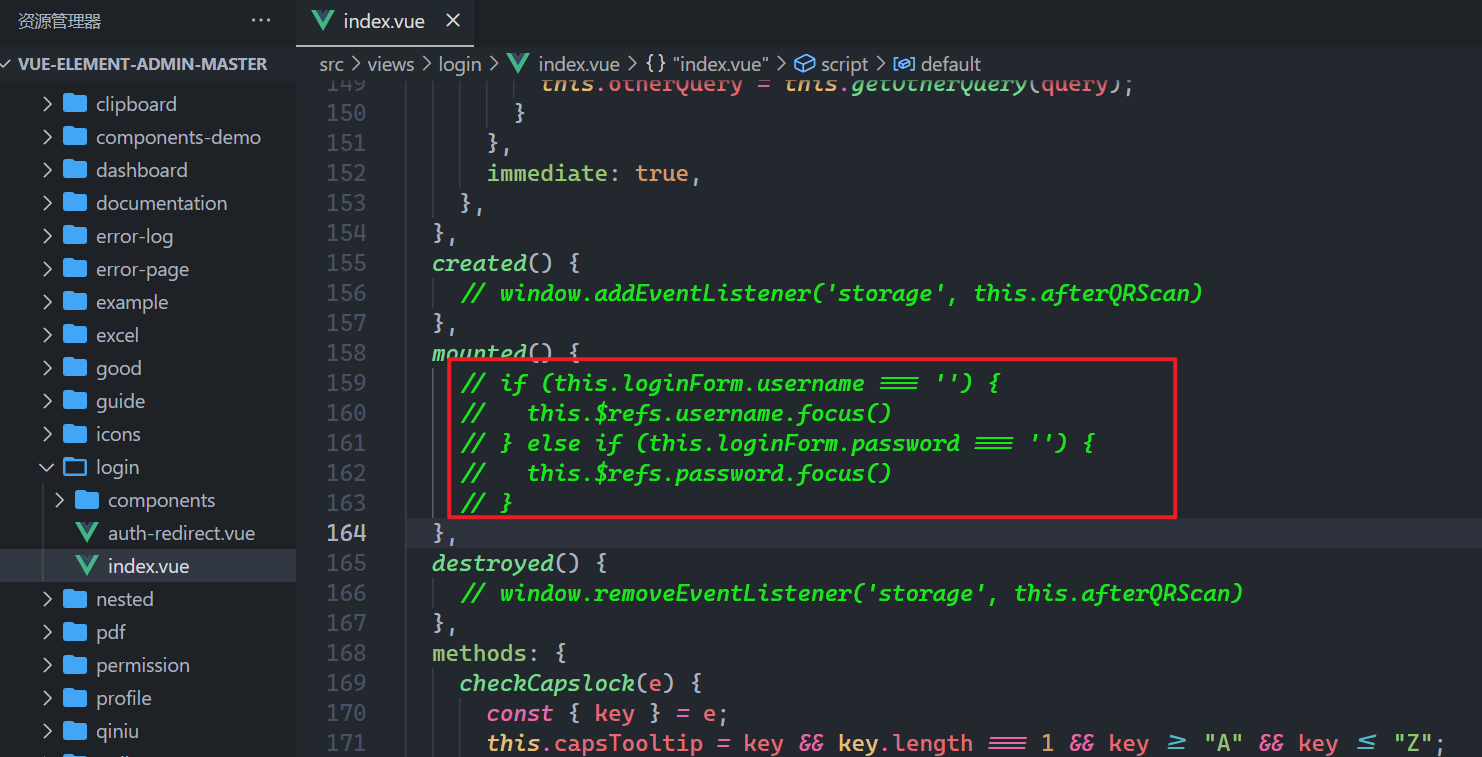 资源管理器
index.vue
VUE-ELEMENT-ADMIN-MASTER
clipboard
components-demo
dashboard
documentation
error-log
error-page
example
excel
good
guide
icons
login
components
auth-redirect.vue
index.vue
nested
pdf
permission
profile
qiniu
src > views > login > index.vue > {} "index.vue" > script > default
149 this.otherQuery = this.getOtherQuery(query);
150 }
151 },
152 immediate: true,
153 },
154 },
155 created() {
156 // window.addEventListener('storage', this.afterQRScan)
157 },
158 mounted() {
159 // if (this.loginForm.username === '') {
160 // this.$refs.username.focus()
161 // } else if (this.loginForm.password === '') {
162 // this.$refs.password.focus()
163 // }
164 },
165 destroyed() {
166 // window.removeEventListener('storage', this.afterQRScan)
167 },
168 methods: {
169 checkCapslock(e) {
170 const { key } = e;
171 this.capsTooltip = key && key.length === 1 && key >= "A" && key <= "Z";